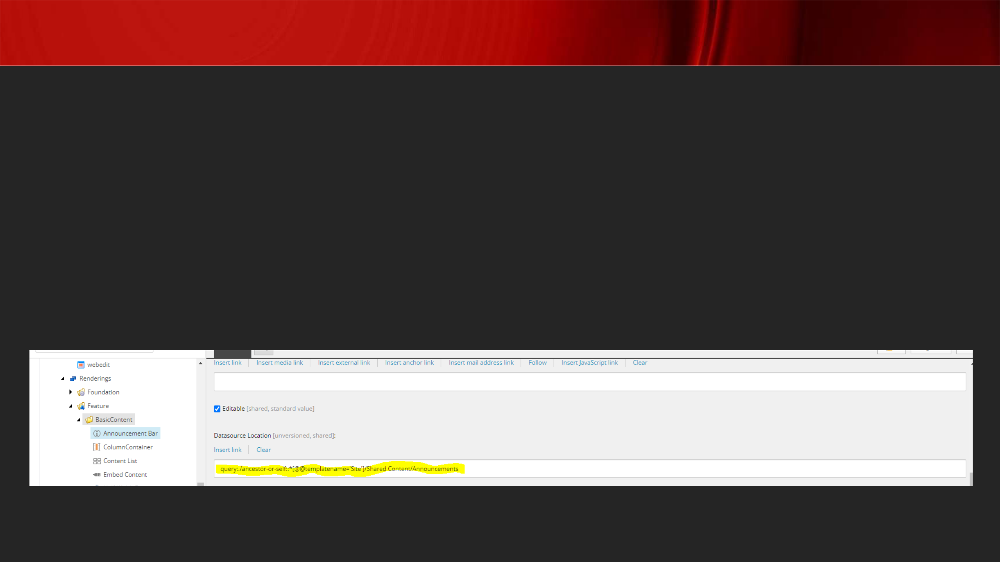 webedit
Renderings
Foundation
Feature
BasicContent
Announcement Bar
ColumnContainer
Content List
Embed Content
Insert link Insert media link Insert external link Insert anchor link Insert mail address link Follow Insert JavaScript link Clear
Editable [shared, standard value]
Datasource Location [unversioned, shared]:
Insert link Clear
query:./ancestor-or-self::*[@@templatename='Site']/Shared Content/Announcements